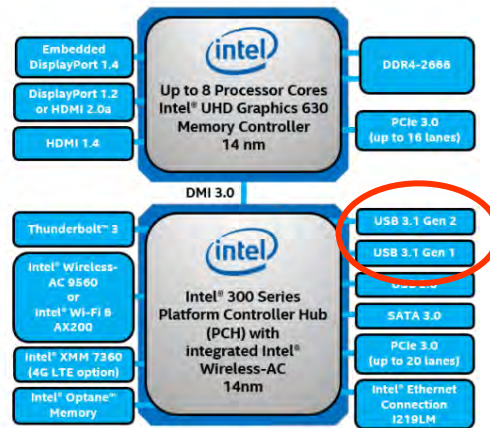 Embedded
DisplayPort 1.4
DisplayPort 1.2
or HDMI 2.0a
HDMI 1.4
intel
Up to 8 Processor Cores
Intel® UHD Graphics 630
Memory Controller
14 nm
DDR4-2666
PCIe 3.0
(up to 16 lanes)
DMI 3.0
Thunderbolt™ 3
Intel® Wireless-
AC 9560
or
Intel® Wi-Fi 6
AX200
Intel® XMM 7360
(4G LTE option)
Intel® Optane™
Memory
intel
Intel® 300 Series
Platform Controller Hub
(PCH) with
integrated Intel®
Wireless-AC
14nm
USB 3.1 Gen 2
USB 3.1 Gen 1
USB 2.0
SATA 3.0
PCIe 3.0
(up to 20 lanes)
Intel® Ethernet
Connection
I219LM